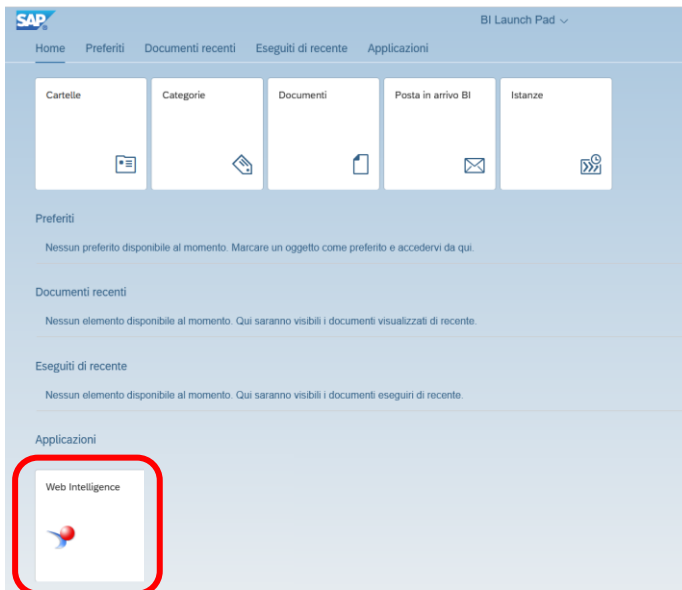 SAP
BI Launch Pad
Home Preferiti Documenti recenti Eseguiti di recente Applicazioni
Cartelle Categorie Documenti Posta in arrivo BI Istanze
Preferiti
Nessun preferito disponibile al momento. Marcare un oggetto come preferito e accedervi da qui.
Documenti recenti
Nessun elemento disponibile al momento. Qui saranno visibili i documenti visualizzati di recente.
Eseguiti di recente
Nessun elemento disponibile al momento. Qui saranno visibili i documenti eseguiri di recente.
Applicazioni
Web Intelligence